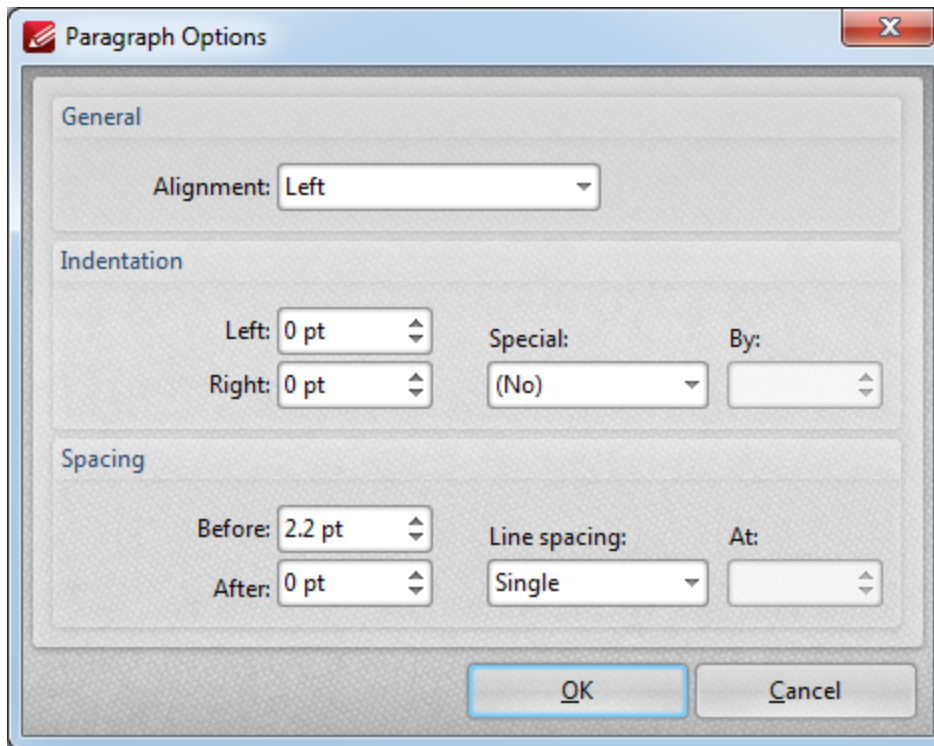 Paragraph Options
General
Alignment: Left
Indentation
Left: 0 pt
Special:
By:
Right: 0 pt
(No)
Spacing
Before: 2.2 pt
Line spacing:
At:
After: 0 pt
Single
OK
Cancel